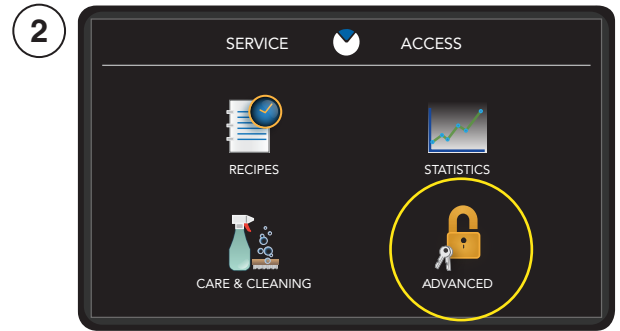 2
SERVICE ACCESS
RECIPES STATISTICS
CARE & CLEANING ADVANCED